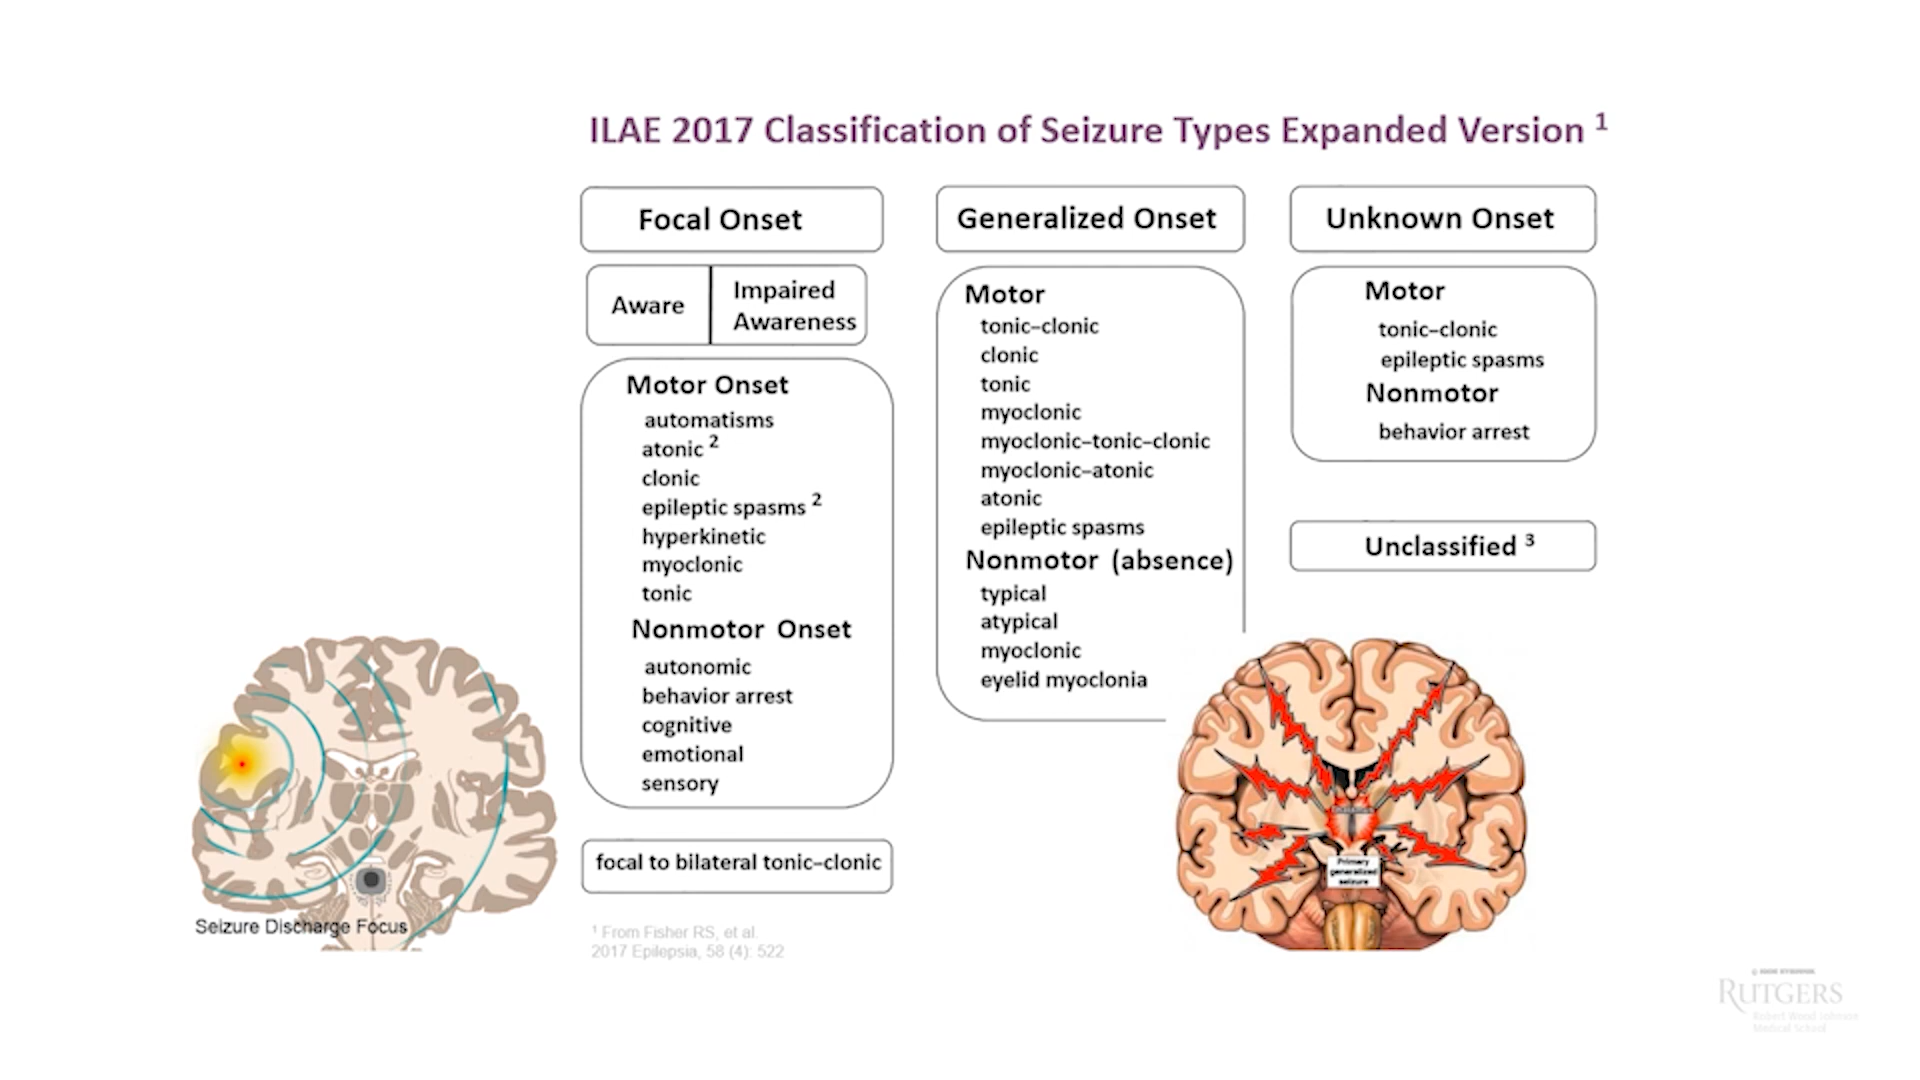 ILAE 2017 Classification of Seizure Types Expanded Version ¹
Focal Onset
Aware
Impaired
Awareness
Motor Onset
automatisms
atonic ²
clonic
epileptic spasms ²
hyperkinetic
myoclonic
tonic
Nonmotor Onset
autonomic
behavior arrest
cognitive
emotional
sensory
focal to bilateral tonic–clonic
Generalized Onset
Motor
tonic–clonic
clonic
tonic
myoclonic
myoclonic–tonic–clonic
myoclonic–atonic
atonic
epileptic spasms
Nonmotor (absence)
typical
atypical
myoclonic
eyelid myoclonia
Unknown Onset
Motor
tonic–clonic
epileptic spasms
Nonmotor
behavior arrest
Unclassified ³
Seizure Discharge Focus
Primary
generalized
seizure
¹ From Fisher RS, et al.
2017 Epilepsia, 58 (4): 522
RUTGERS
Robert Wood Johnson
Medical School